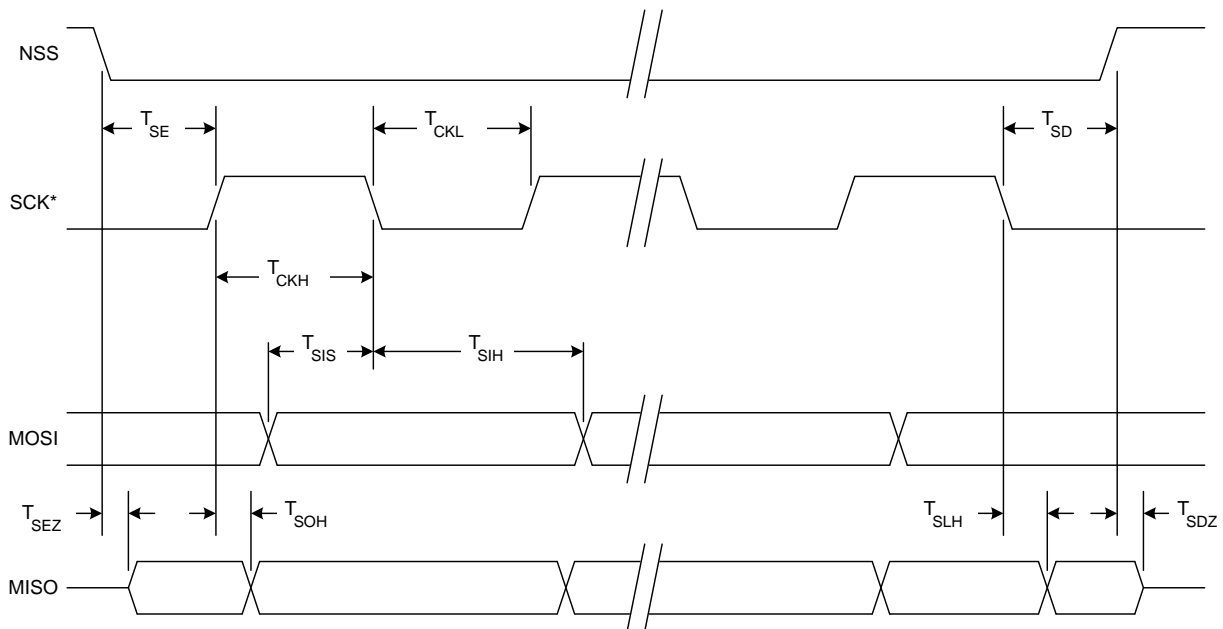 NSS
T_SE
T_CKL
T_SD
SCK*
T_CKH
T_SIS
T_SIH
MOSI
T_SEZ
T_SOH
T_SLH
T_SDZ
MISO